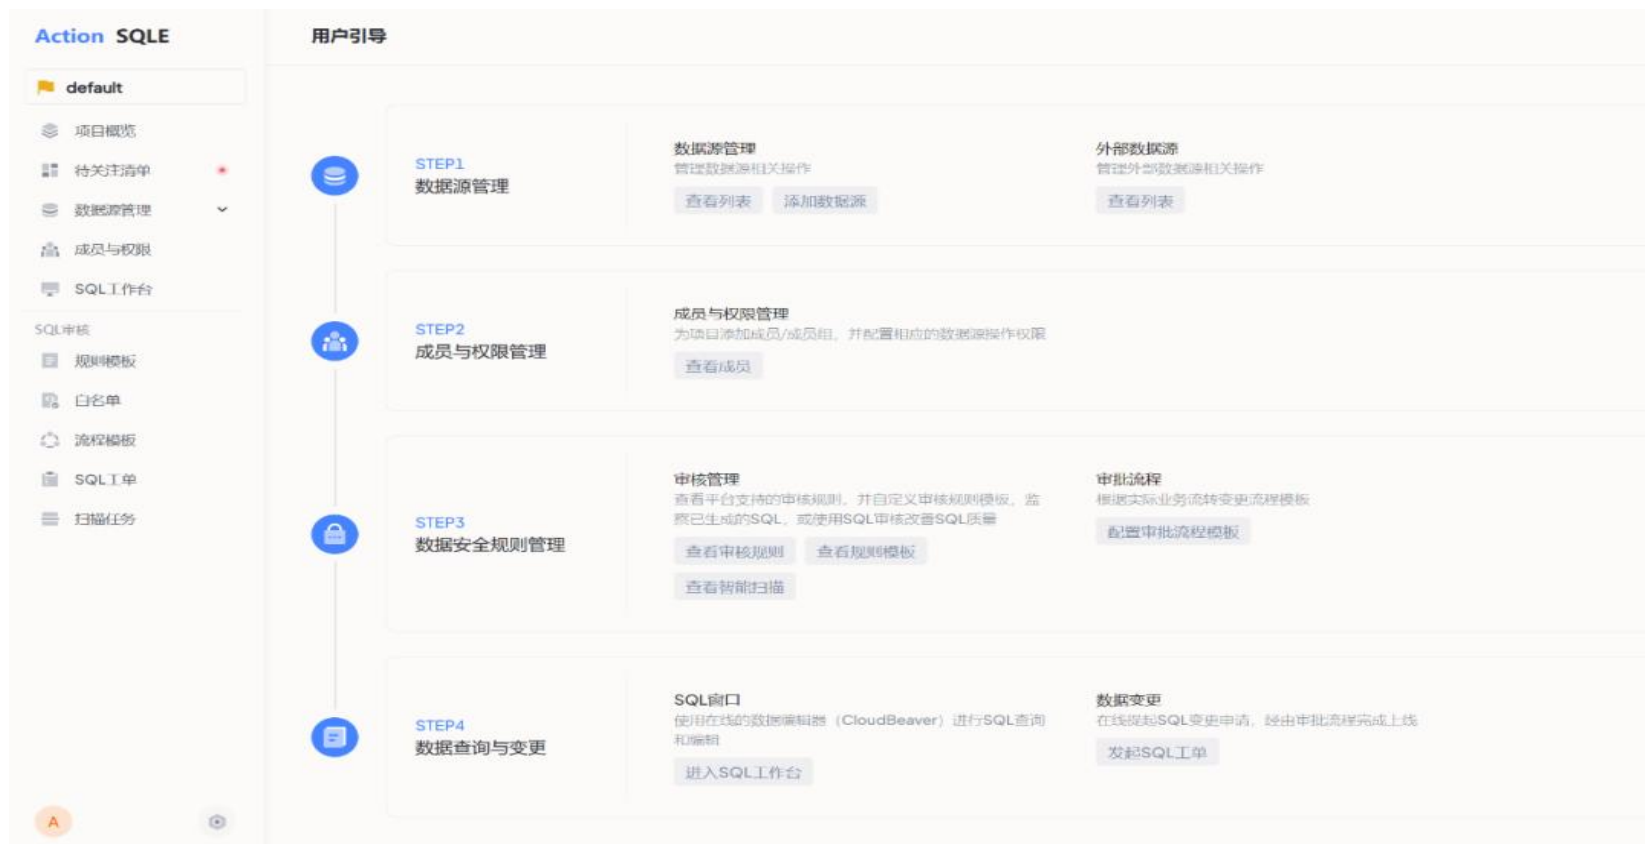 Action SQLE
default
项目概览
待关注清单
数据源管理
成员与权限
SQL工作台
SQL审核
规则模板
白名单
流程模板
SQL工单
扫描任务
A
用户引导
STEP1
数据源管理
数据源管理
管理数据源相关操作
查看列表 添加数据源
外部数据源
管理外部数据源相关操作
查看列表
STEP2
成员与权限管理
成员与权限管理
为项目添加成员/成员组，并配置相应的数据源操作权限
查看成员
STEP3
数据安全规则管理
审核管理
查看平台支持的审核规则，并自定义审核规则模板，监
察已生成的SQL，或使用SQL审核改善SQL质量
查看审核规则 查看规则模板
查看智能扫描
审批流程
根据实际业务流转变更流程模板
配置审批流程模板
STEP4
数据查询与变更
SQL窗口
使用在线的数据编辑器（CloudBeaver）进行SQL查询
和编辑
进入SQL工作台
数据变更
在线提起SQL变更申请，经由审批流程完成上线
发起SQL工单